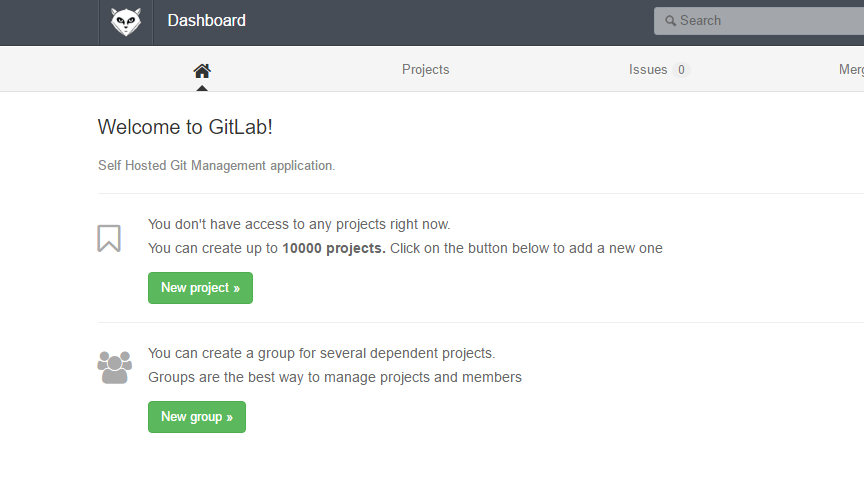 Dashboard
Search
Projects
Issues 0
Merg
Welcome to GitLab!
Self Hosted Git Management application.
You don't have access to any projects right now.
You can create up to 10000 projects. Click on the button below to add a new one
New project »
You can create a group for several dependent projects.
Groups are the best way to manage projects and members
New group »